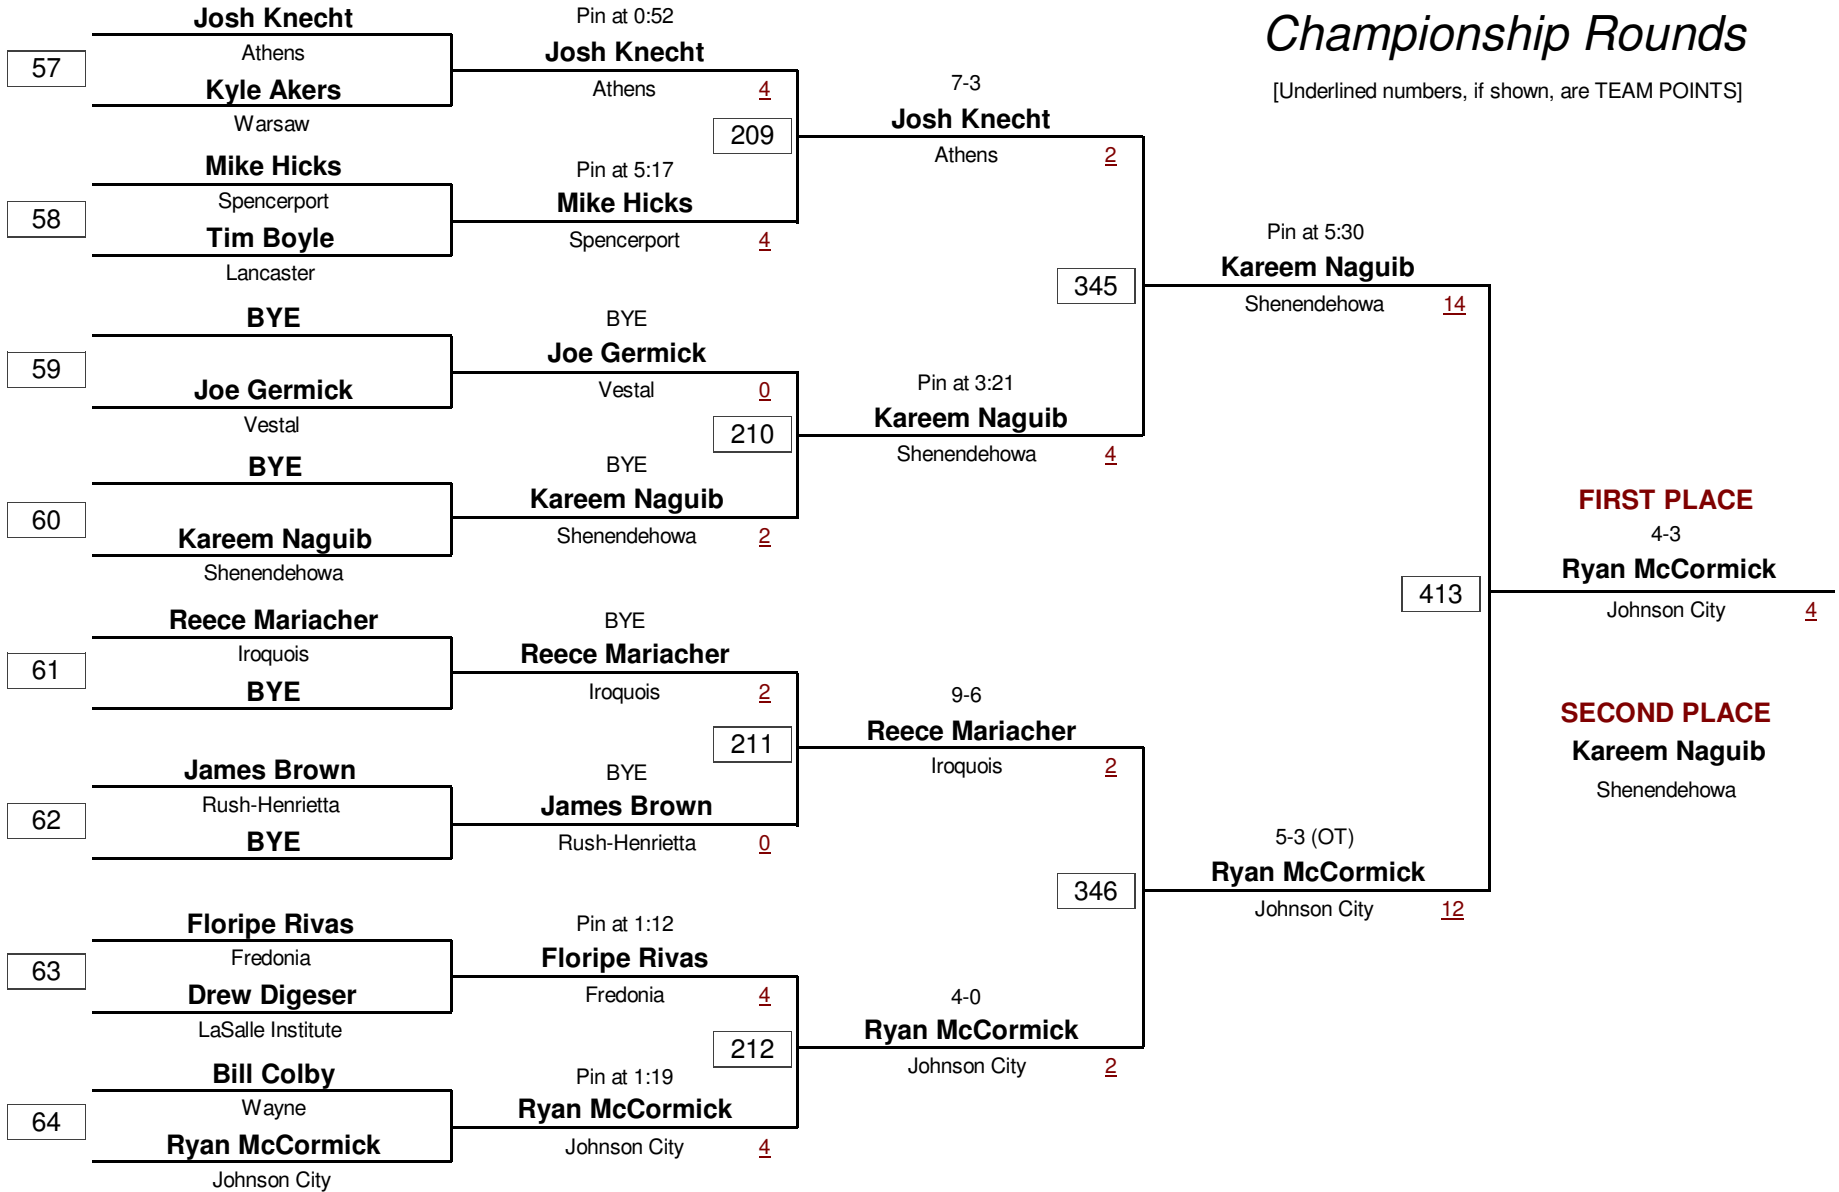 Championship Rounds
[Underlined numbers, if shown, are TEAM POINTS]
57
Josh Knecht
Athens
Kyle Akers
Warsaw
58
Mike Hicks
Spencerport
Tim Boyle
Lancaster
59
BYE
Joe Germick
Vestal
60
BYE
Kareem Naguib
Shenendehowa
61
Reece Mariacher
Iroquois
BYE
62
James Brown
Rush-Henrietta
BYE
63
Floripe Rivas
Fredonia
Drew Digeser
LaSalle Institute
64
Bill Colby
Wayne
Ryan McCormick
Johnson City
Pin at 0:52
Josh Knecht
Athens 4
209
Pin at 5:17
Mike Hicks
Spencerport 4
BYE
Joe Germick
Vestal 0
210
BYE
Kareem Naguib
Shenendehowa 2
BYE
Reece Mariacher
Iroquois 2
211
BYE
James Brown
Rush-Henrietta 0
Pin at 1:12
Floripe Rivas
Fredonia 4
212
Pin at 1:19
Ryan McCormick
Johnson City 4
7-3
Josh Knecht
Athens 2
345
Pin at 3:21
Kareem Naguib
Shenendehowa 4
9-6
Reece Mariacher
Iroquois 2
346
4-0
Ryan McCormick
Johnson City 2
Pin at 5:30
Kareem Naguib
Shenendehowa 14
413
5-3 (OT)
Ryan McCormick
Johnson City 12
FIRST PLACE
4-3
Ryan McCormick
Johnson City 4
SECOND PLACE
Kareem Naguib
Shenendehowa